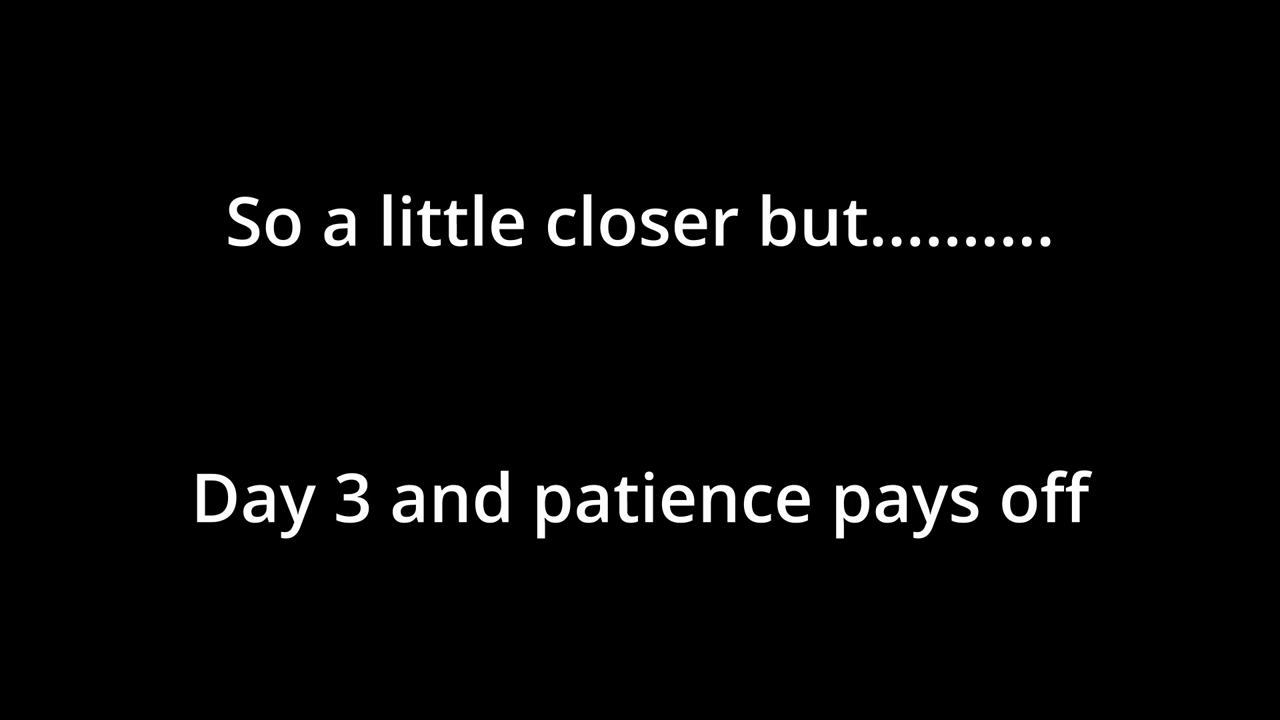 So a little closer but..........
Day 3 and patience pays off